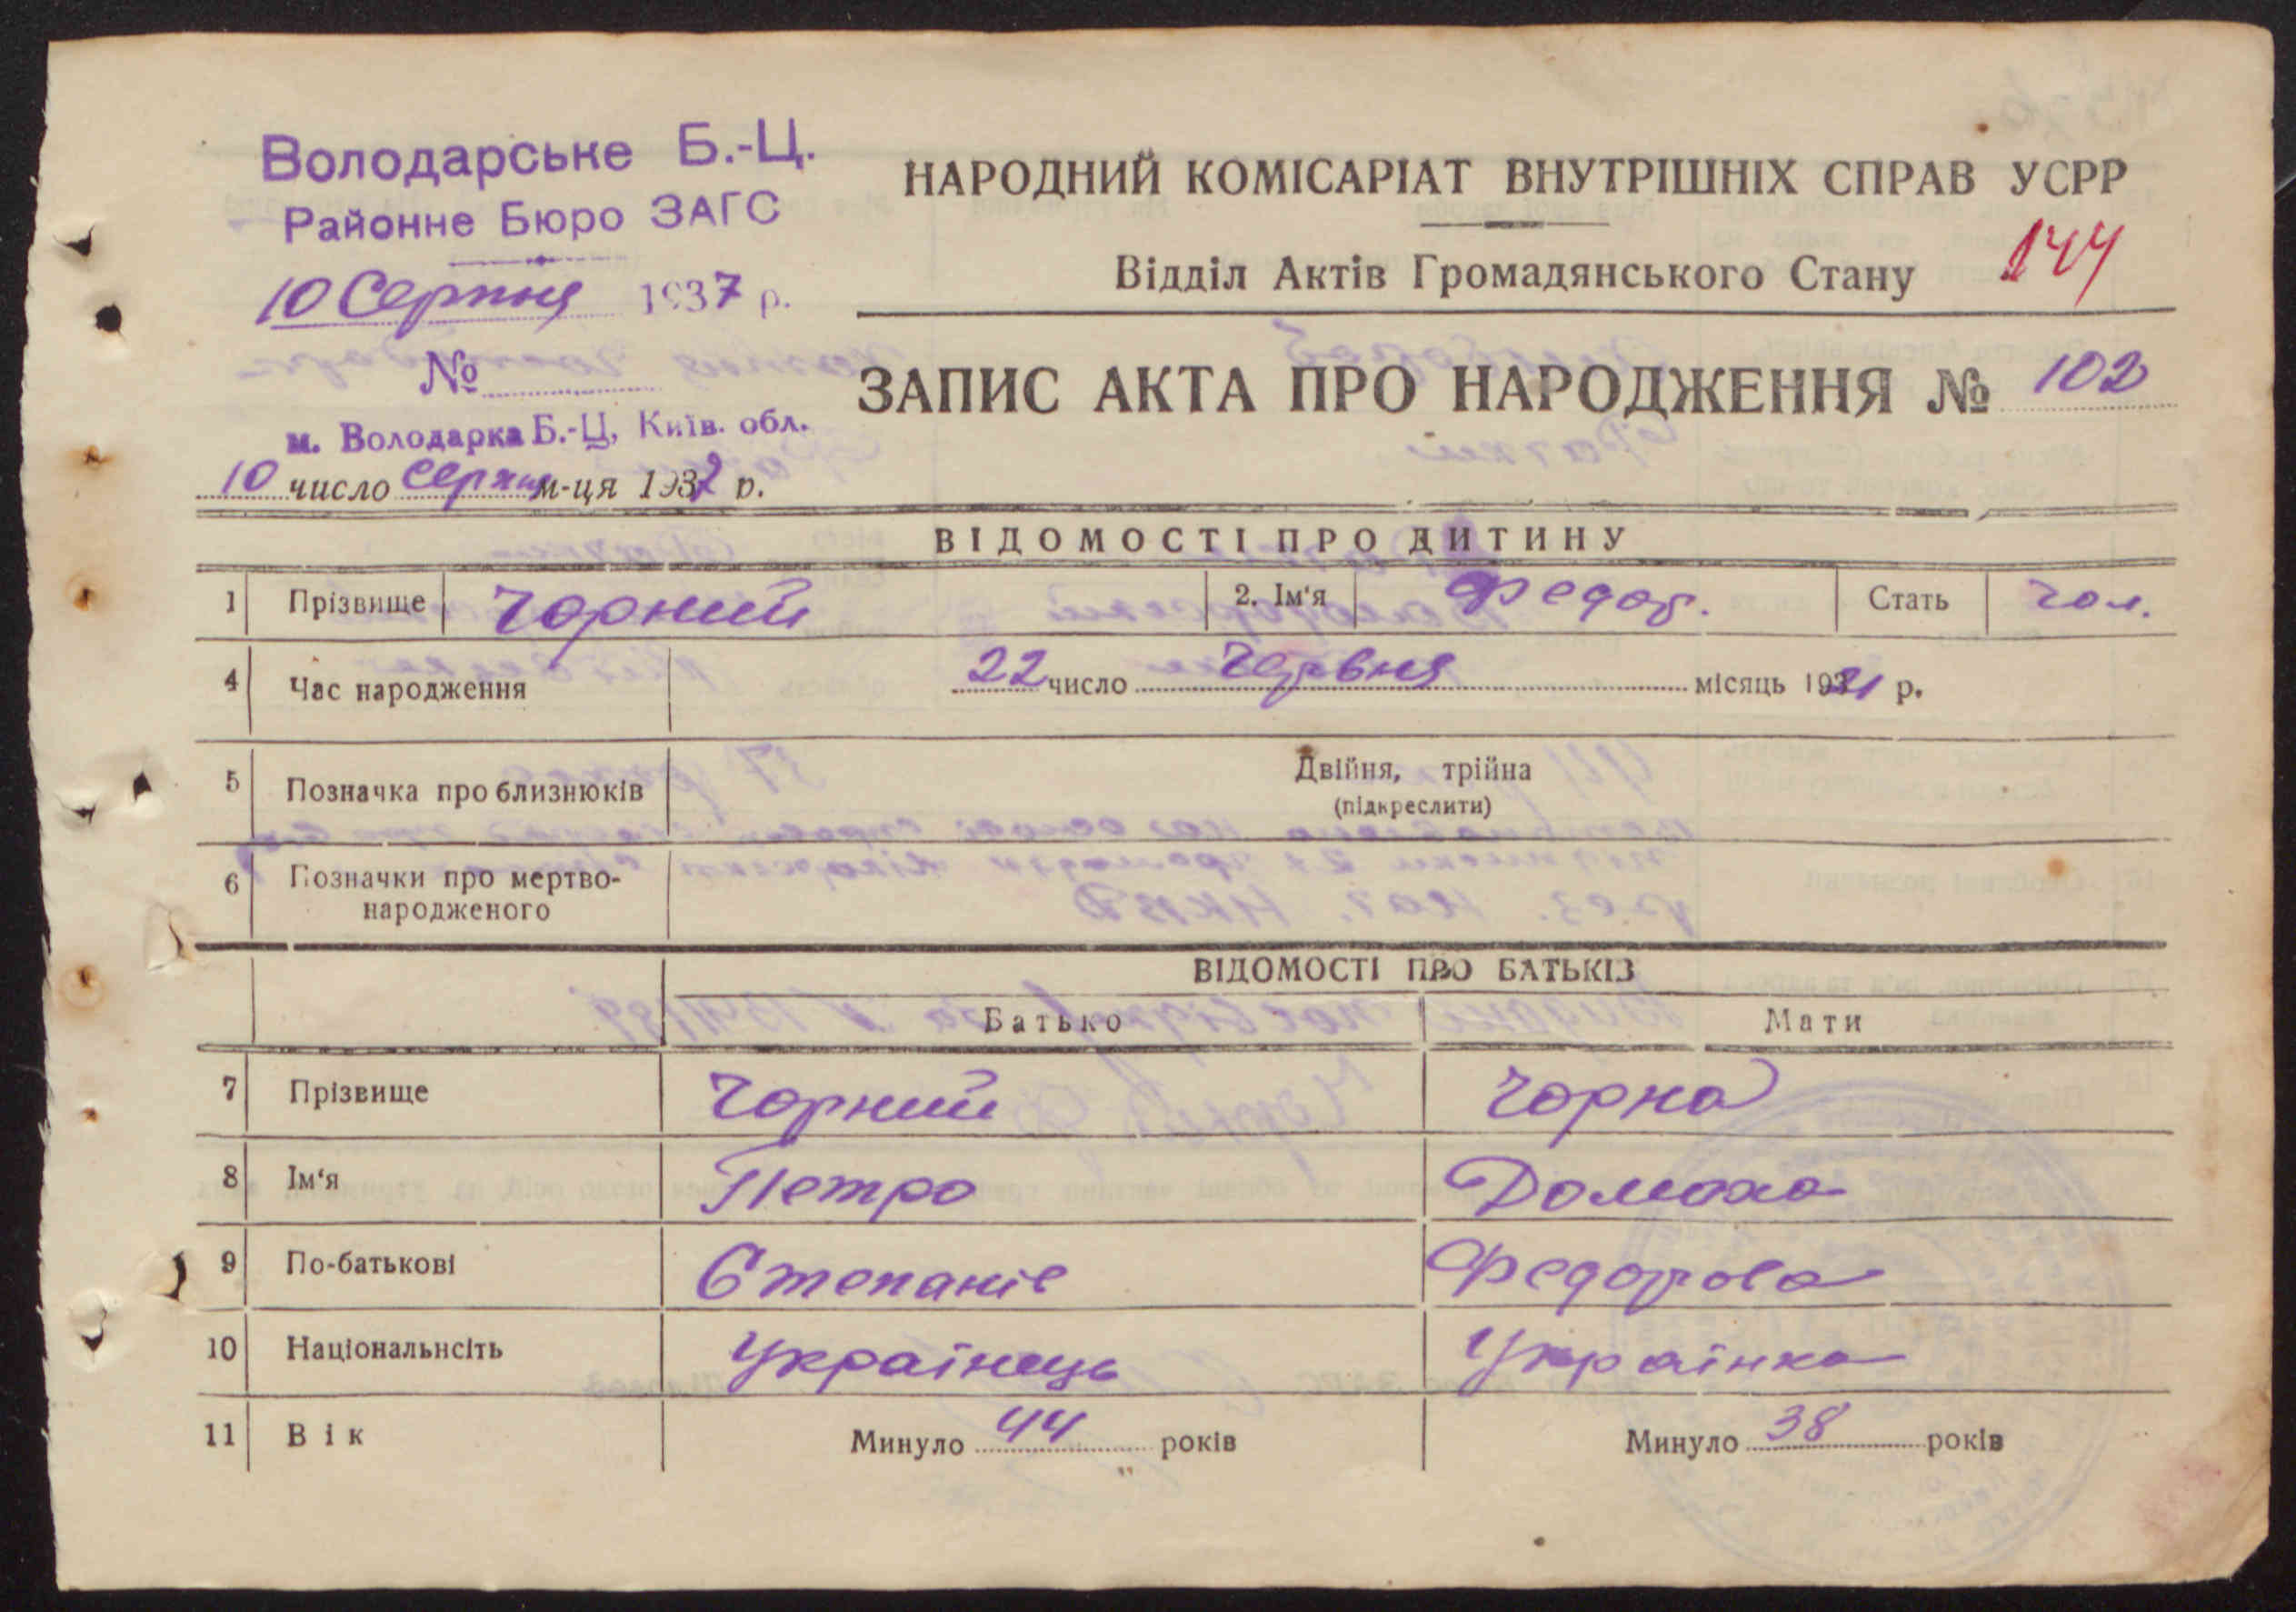 Володарське Б.-Ц.
Районне Бюро ЗАГС
10 Серпня 1937 р.
№
м. Володарка Б.-Ц, Київ. обл.
10 число Серпня м-ця 1937 р.
НАРОДНИЙ КОМІСАРІАТ ВНУТРІШНІХ СПРАВ УСРР
Відділ Актів Громадянського Стану 144
ЗАПИС АКТА ПРО НАРОДЖЕННЯ № 102
ВІДОМОСТІ ПРО ДИТИНУ
1 Прізвище Чорний 2. Ім'я Федор. Стать Чол.
4 Час народження 22 число Червня місяць 1921 р.
5 Позначка про близнюків Двійня, трійна
(підкреслити)
6 Позначки про мертво-
народженого
ВІДОМОСТІ ПРО БАТЬКІВ
Батько Мати
7 Прізвище Чорний Чорна
8 Ім'я Петро Домаха
9 По-батькові Степанів Федорова
10 Національнсіть Українець Українка
11 Вік Минуло 44 років Минуло 38 років